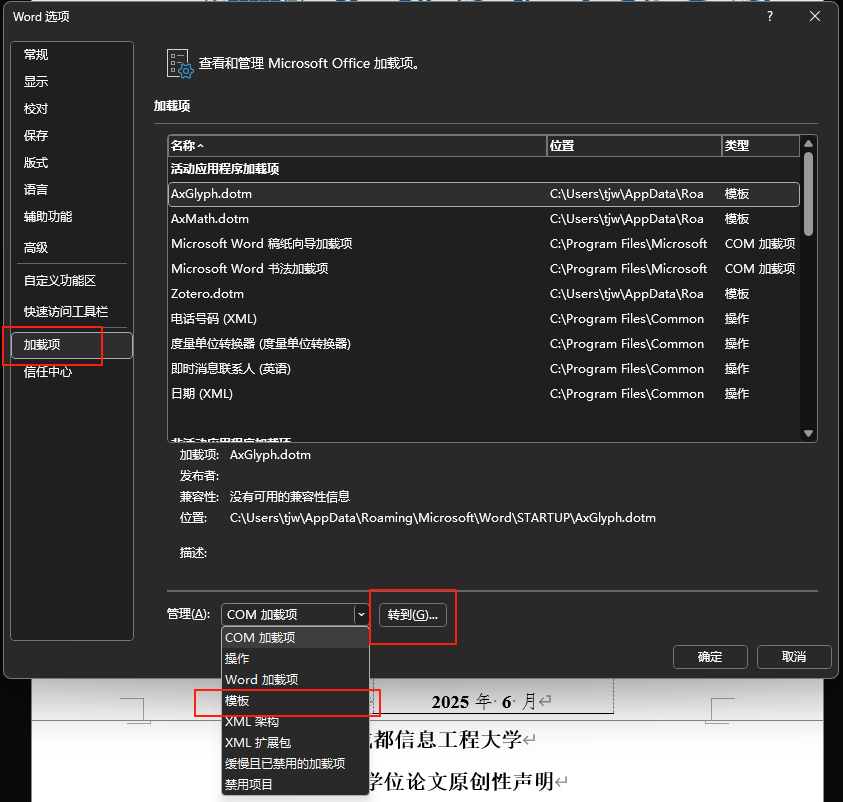 Word 选项
?
常规
显示
校对
保存
版式
语言
辅助功能
高级
自定义功能区
快速访问工具栏
加载项
信任中心
查看和管理 Microsoft Office 加载项。
加载项
名称 位置 类型
活动应用程序加载项
AxGlyph.dotm C:\Users\tjw\AppData\Roa 模板
AxMath.dotm C:\Users\tjw\AppData\Roa 模板
Microsoft Word 稿纸向导加载项 C:\Program Files\Microsoft COM 加载项
Microsoft Word 书法加载项 C:\Program Files\Microsoft COM 加载项
Zotero.dotm C:\Users\tjw\AppData\Roa 模板
电话号码 (XML) C:\Program Files\Common 操作
度量单位转换器 (度量单位转换器) C:\Program Files\Common 操作
即时消息联系人 (英语) C:\Program Files\Common 操作
日期 (XML) C:\Program Files\Common 操作
非活动应用程序加载项
加载项: AxGlyph.dotm
发布者:
兼容性: 没有可用的兼容性信息
位置: C:\Users\tjw\AppData\Roaming\Microsoft\Word\STARTUP\AxGlyph.dotm
描述:
管理(A): COM 加载项 转到(G)...
COM 加载项
操作
Word 加载项
模板
XML 架构
XML 扩展包
缓慢且已禁用的加载项
禁用项目
确定 取消
2025 年 6 月
都信息工程大学
学位论文原创性声明